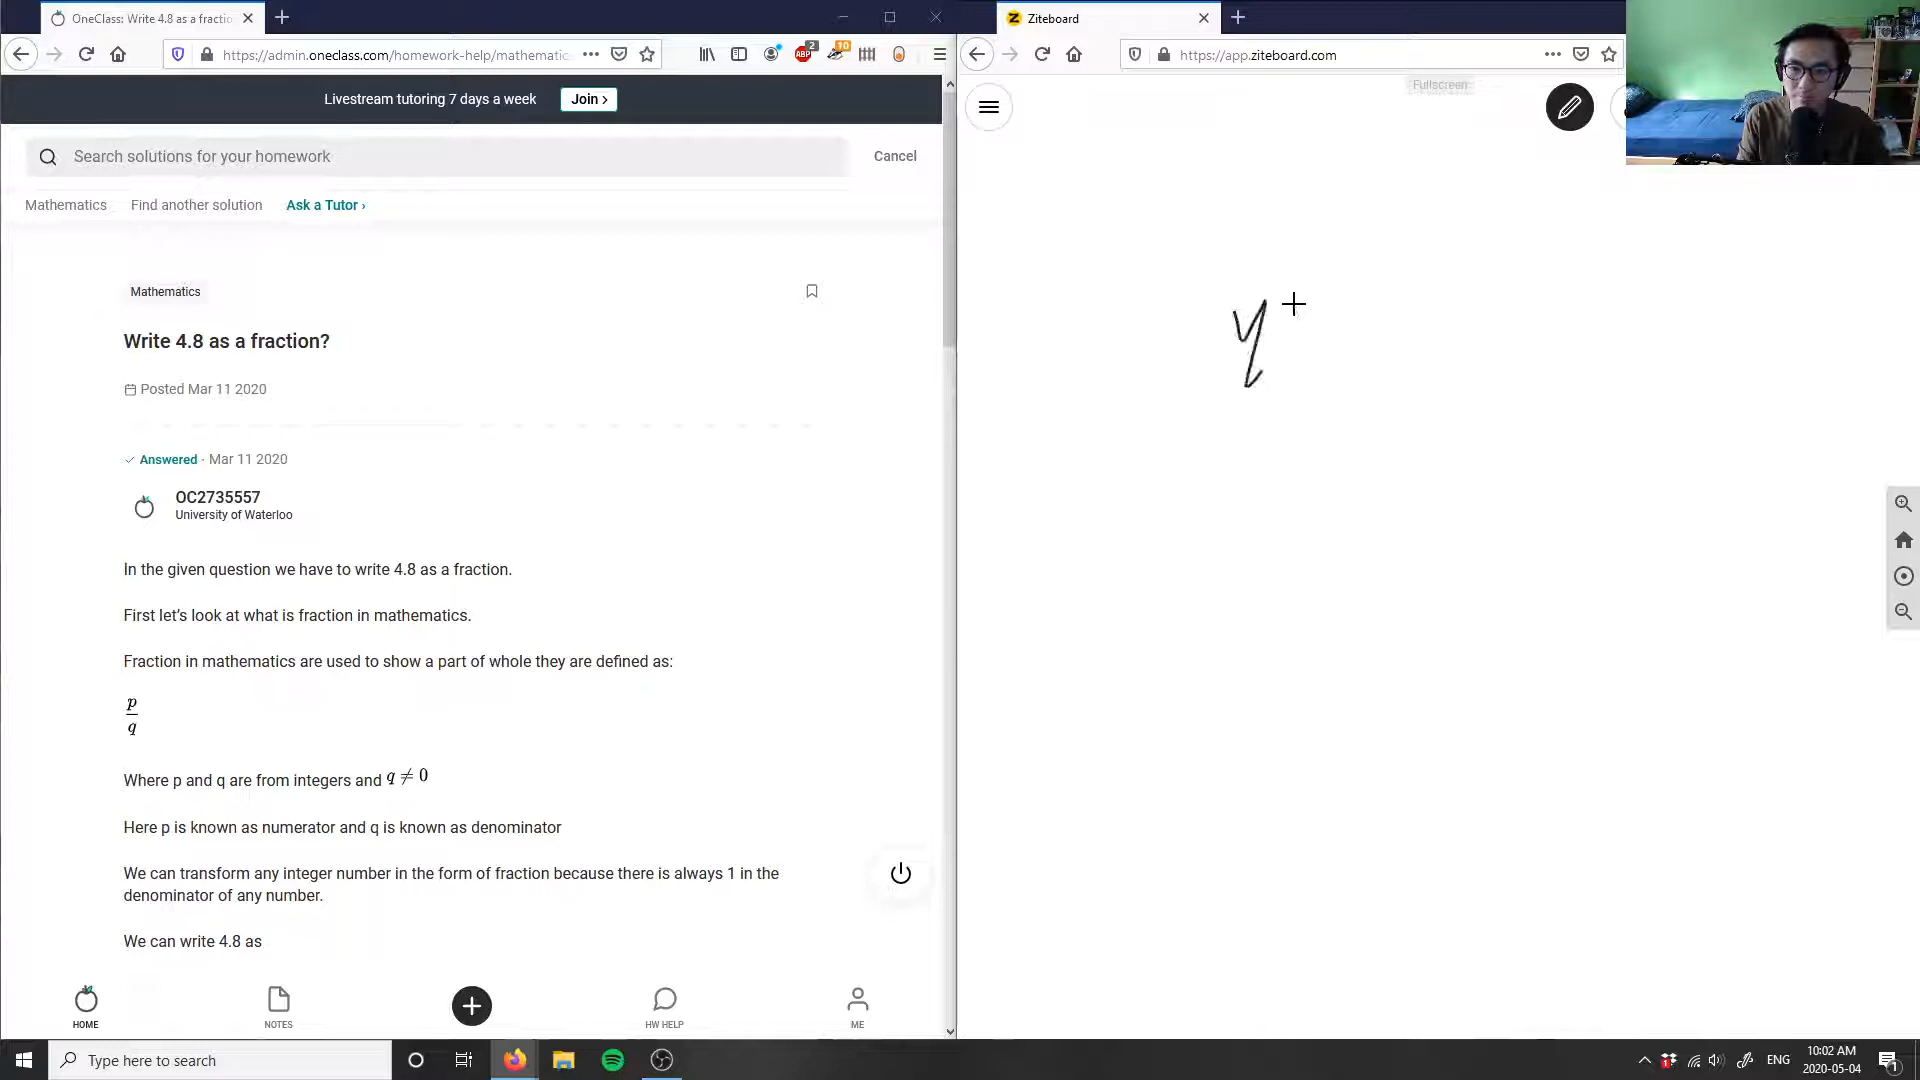 OneClass: Write 4.8 as a fractio
Ziteboard
https://admin.oneclass.com/homework-help/mathematic
2
10
https://app.ziteboard.com
Livestream tutoring 7 days a week Join ›
Fullscreen
Search solutions for your homework
Cancel
Mathematics Find another solution Ask a Tutor ›
Mathematics
Write 4.8 as a fraction?
Posted Mar 11 2020
Answered · Mar 11 2020
OC2735557
University of Waterloo
In the given question we have to write 4.8 as a fraction.
First let's look at what is fraction in mathematics.
Fraction in mathematics are used to show a part of whole they are defined as:
p
q
Where p and q are from integers and q ≠ 0
Here p is known as numerator and q is known as denominator
We can transform any integer number in the form of fraction because there is always 1 in the
denominator of any number.
We can write 4.8 as
HOME NOTES HW HELP ME
Type here to search
ENG
10:02 AM
2020-05-04
1